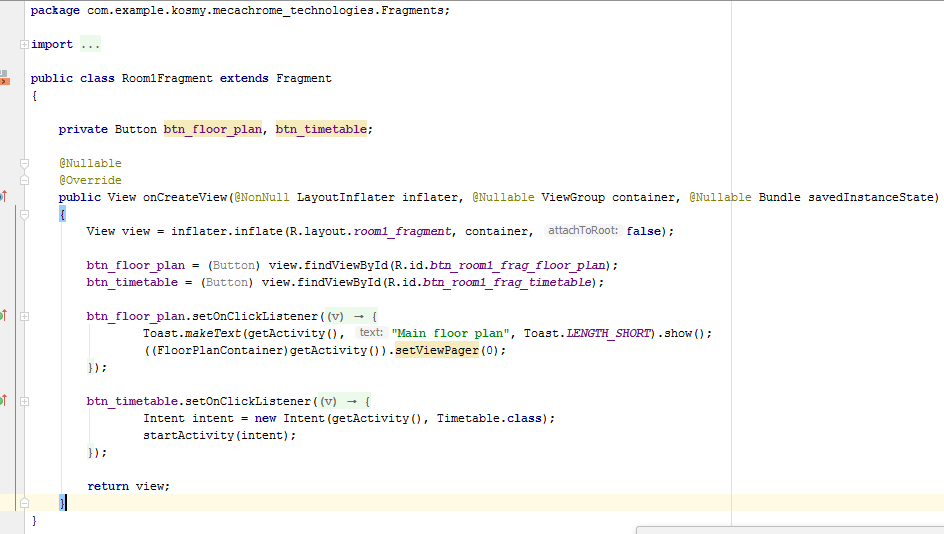 package com.example.kosmy.mecachrome_technologies.Fragments;
import ...
public class Room1Fragment extends Fragment
{
private Button btn_floor_plan, btn_timetable;
@Nullable
@Override
public View onCreateView(@NonNull LayoutInflater inflater, @Nullable ViewGroup container, @Nullable Bundle savedInstanceState)
{
View view = inflater.inflate(R.layout.room1_fragment, container, attachToRoot: false);
btn_floor_plan = (Button) view.findViewById(R.id.btn_room1_frag_floor_plan);
btn_timetable = (Button) view.findViewById(R.id.btn_room1_frag_timetable);
btn_floor_plan.setOnClickListener((v) → {
Toast.makeText(getActivity(), text: "Main floor plan", Toast.LENGTH_SHORT).show();
((FloorPlanContainer)getActivity()).setViewPager(0);
});
btn_timetable.setOnClickListener((v) → {
Intent intent = new Intent(getActivity(), Timetable.class);
startActivity(intent);
});
return view;
}
}